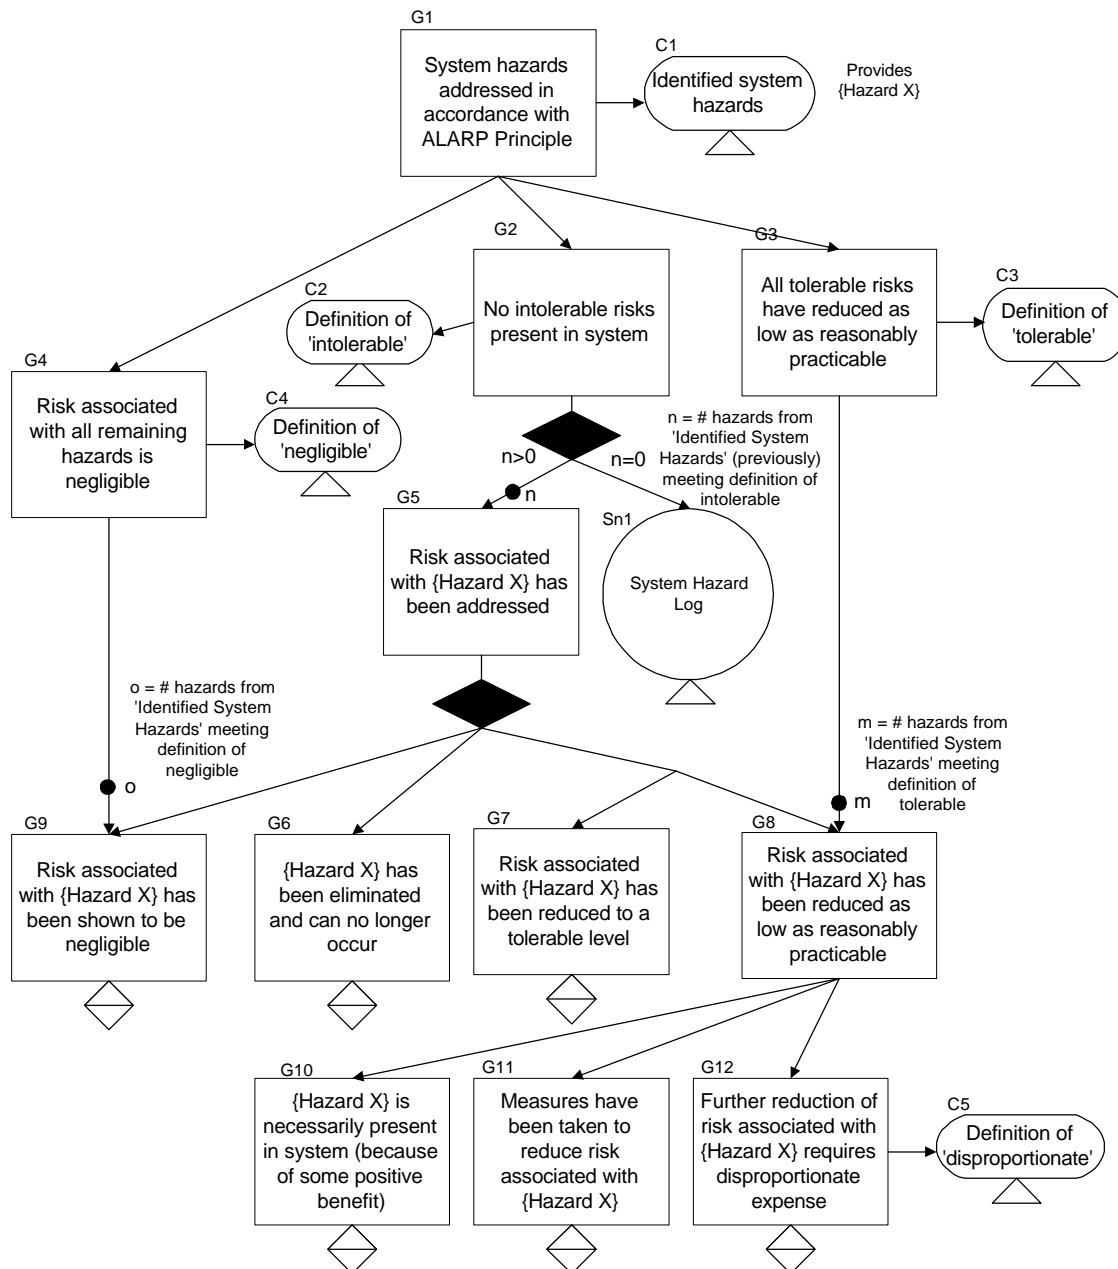 G1
System hazards
addressed in
accordance with
ALARP Principle
C1
Identified system
hazards
Provides
{Hazard X}
G2
No intolerable risks
present in system
C2
Definition of
'intolerable'
G3
All tolerable risks
have reduced as
low as reasonably
practicable
C3
Definition of
'tolerable'
G4
Risk associated
with all remaining
hazards is
negligible
C4
Definition of
'negligible'
n>0
n=0
n = # hazards from
'Identified System
Hazards' (previously)
meeting definition of
intolerable
n
G5
Risk associated
with {Hazard X} has
been addressed
Sn1
System Hazard
Log
o = # hazards from
'Identified System
Hazards' meeting
definition of
negligible
o
m = # hazards from
'Identified System
Hazards' meeting
definition of
tolerable
m
G9
Risk associated
with {Hazard X} has
been shown to be
negligible
G6
{Hazard X} has
been eliminated
and can no longer
occur
G7
Risk associated
with {Hazard X} has
been reduced to a
tolerable level
G8
Risk associated
with {Hazard X} has
been reduced as
low as reasonably
practicable
G10
{Hazard X} is
necessarily present
in system (because
of some positive
benefit)
G11
Measures have
been taken to
reduce risk
associated with
{Hazard X}
G12
Further reduction of
risk associated with
{Hazard X} requires
disproportionate
expense
C5
Definition of
'disproportionate'